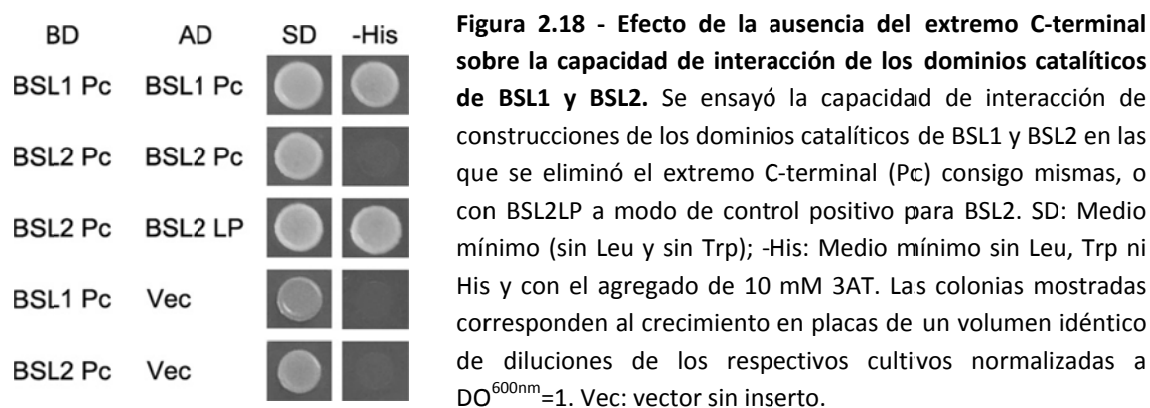 BD AD SD -His
BSL1 Pc BSL1 Pc
BSL2 Pc BSL2 Pc
BSL2 Pc BSL2 LP
BSL1 Pc Vec
BSL2 Pc Vec
Figura 2.18 - Efecto de la ausencia del extremo C-terminal
sobre la capacidad de interacción de los dominios catalíticos
de BSL1 y BSL2. Se ensayó la capacidad de interacción de
construcciones de los dominios catalíticos de BSL1 y BSL2 en las
que se eliminó el extremo C-terminal (Pc) consigo mismas, o
con BSL2LP a modo de control positivo para BSL2. SD: Medio
mínimo (sin Leu y sin Trp); -His: Medio mínimo sin Leu, Trp ni
His y con el agregado de 10 mM 3AT. Las colonias mostradas
corresponden al crecimiento en placas de un volumen idéntico
de diluciones de los respectivos cultivos normalizadas a
DO600nm=1. Vec: vector sin inserto.